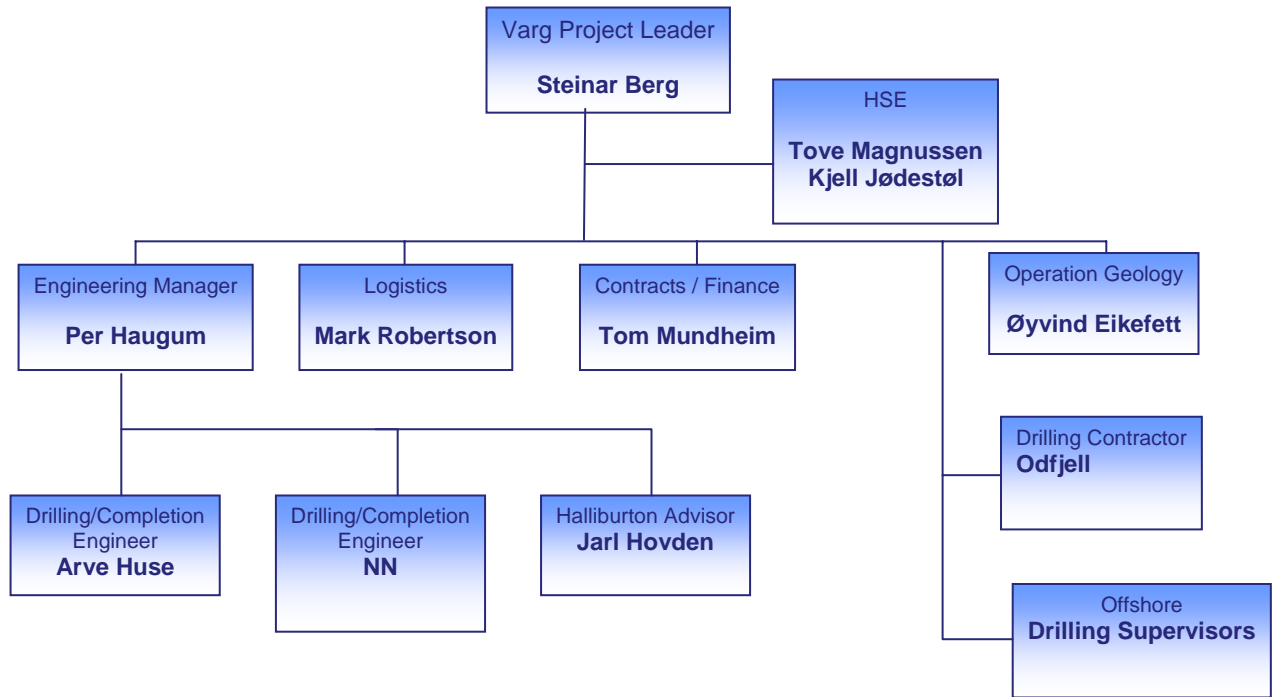 Varg Project Leader
Steinar Berg
HSE
Tove Magnussen
Kjell Jødestøl
Engineering Manager
Per Haugum
Logistics
Mark Robertson
Contracts / Finance
Tom Mundheim
Operation Geology
Øyvind Eikefett
Drilling Contractor
Odfjell
Drilling/Completion
Engineer
Arve Huse
Drilling/Completion
Engineer
NN
Halliburton Advisor
Jarl Hovden
Offshore
Drilling Supervisors